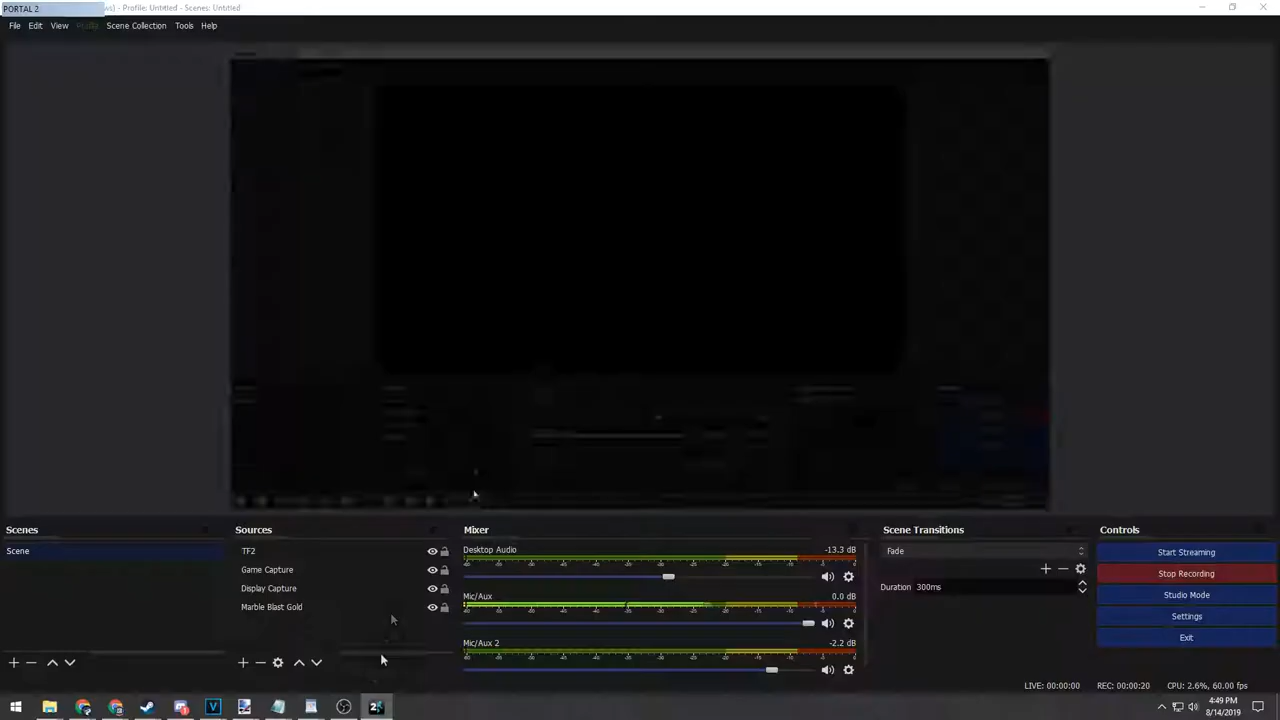 PORTAL 2 ws) - Profile: Untitled - Scenes: Untitled
File Edit View Profile Scene Collection Tools Help
Scenes Sources Mixer Scene Transitions Controls
Scene
TF2
Game Capture
Display Capture
Marble Blast Gold
Desktop Audio -13.3 dB
Mic/Aux 0.0 dB
Mic/Aux 2 -2.2 dB
Fade
Duration 300ms
Start Streaming
Stop Recording
Studio Mode
Settings
Exit
LIVE: 00:00:00 REC: 00:00:20 CPU: 2.6%, 60.00 fps
4:49 PM
8/14/2019